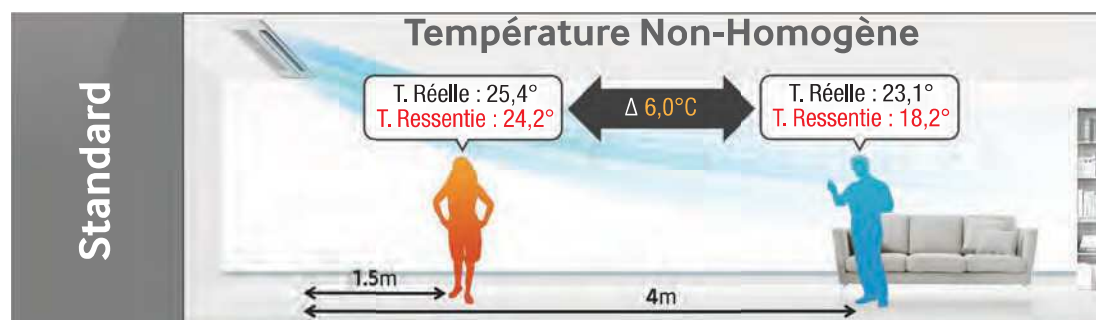 Standard
Température Non-Homogène
T. Réelle : 25,4°
T. Ressentie : 24,2°
Δ 6,0°C
T. Réelle : 23,1°
T. Ressentie : 18,2°
1.5m
4m